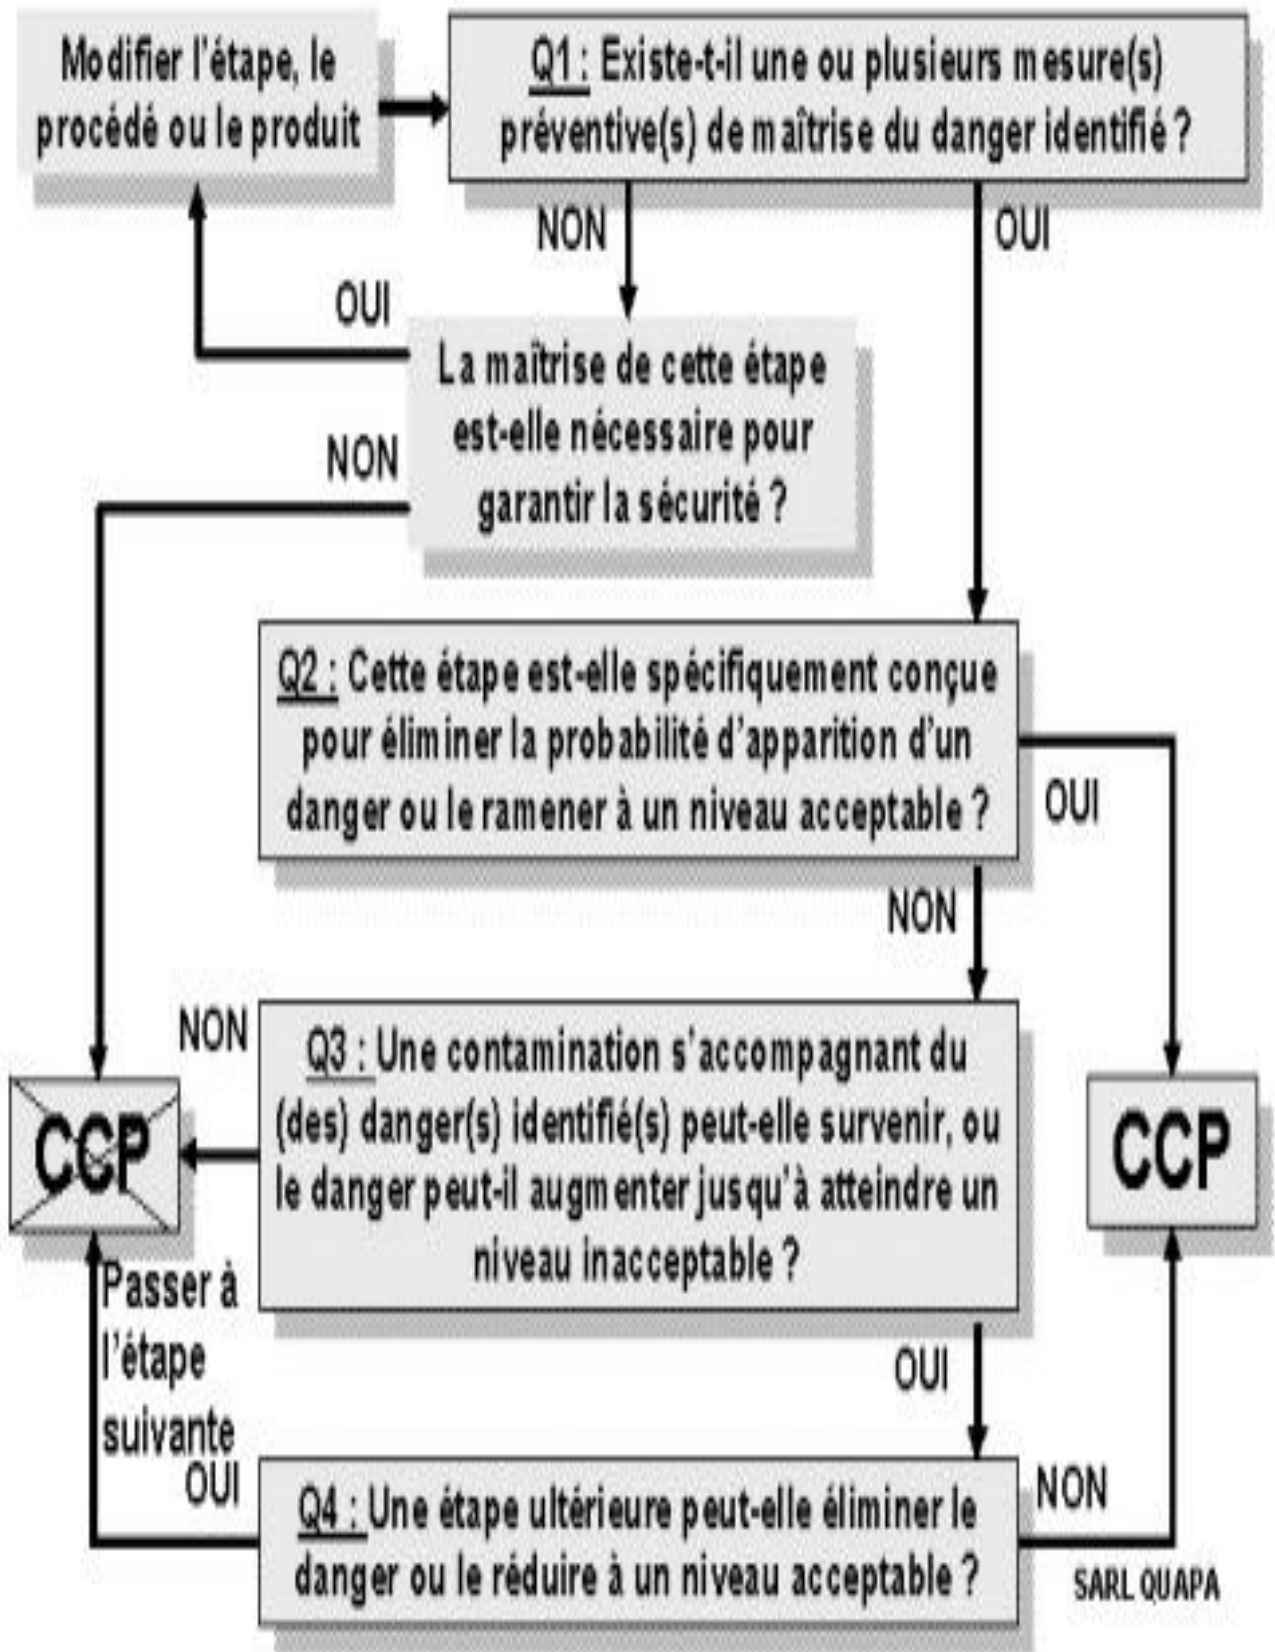 Modifier l'étape, le
procédé ou le produit
Q1 : Existe-t-il une ou plusieurs mesure(s)
préventive(s) de maîtrise du danger identifié ?
NON
OUI
OUI
La maîtrise de cette étape
est-elle nécessaire pour
garantir la sécurité ?
NON
Q2 : Cette étape est-elle spécifiquement conçue
pour éliminer la probabilité d'apparition d'un
danger ou le ramener à un niveau acceptable ?
OUI
NON
NON
Q3 : Une contamination s'accompagnant du
(des) danger(s) identifié(s) peut-elle survenir, ou
le danger peut-il augmenter jusqu'à atteindre un
niveau inacceptable ?
CCP
CCP
Passer à
l'étape
suivante
OUI
OUI
Q4 : Une étape ultérieure peut-elle éliminer le
danger ou le réduire à un niveau acceptable ?
NON
SARL QUAPA